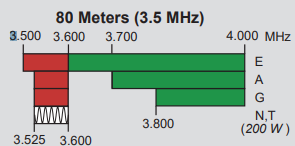 80 Meters (3.5 MHz)
3.500 3.600 3.700 4.000 MHz
E
A
G
N,T
3.800 (200 W)
3.525 3.600